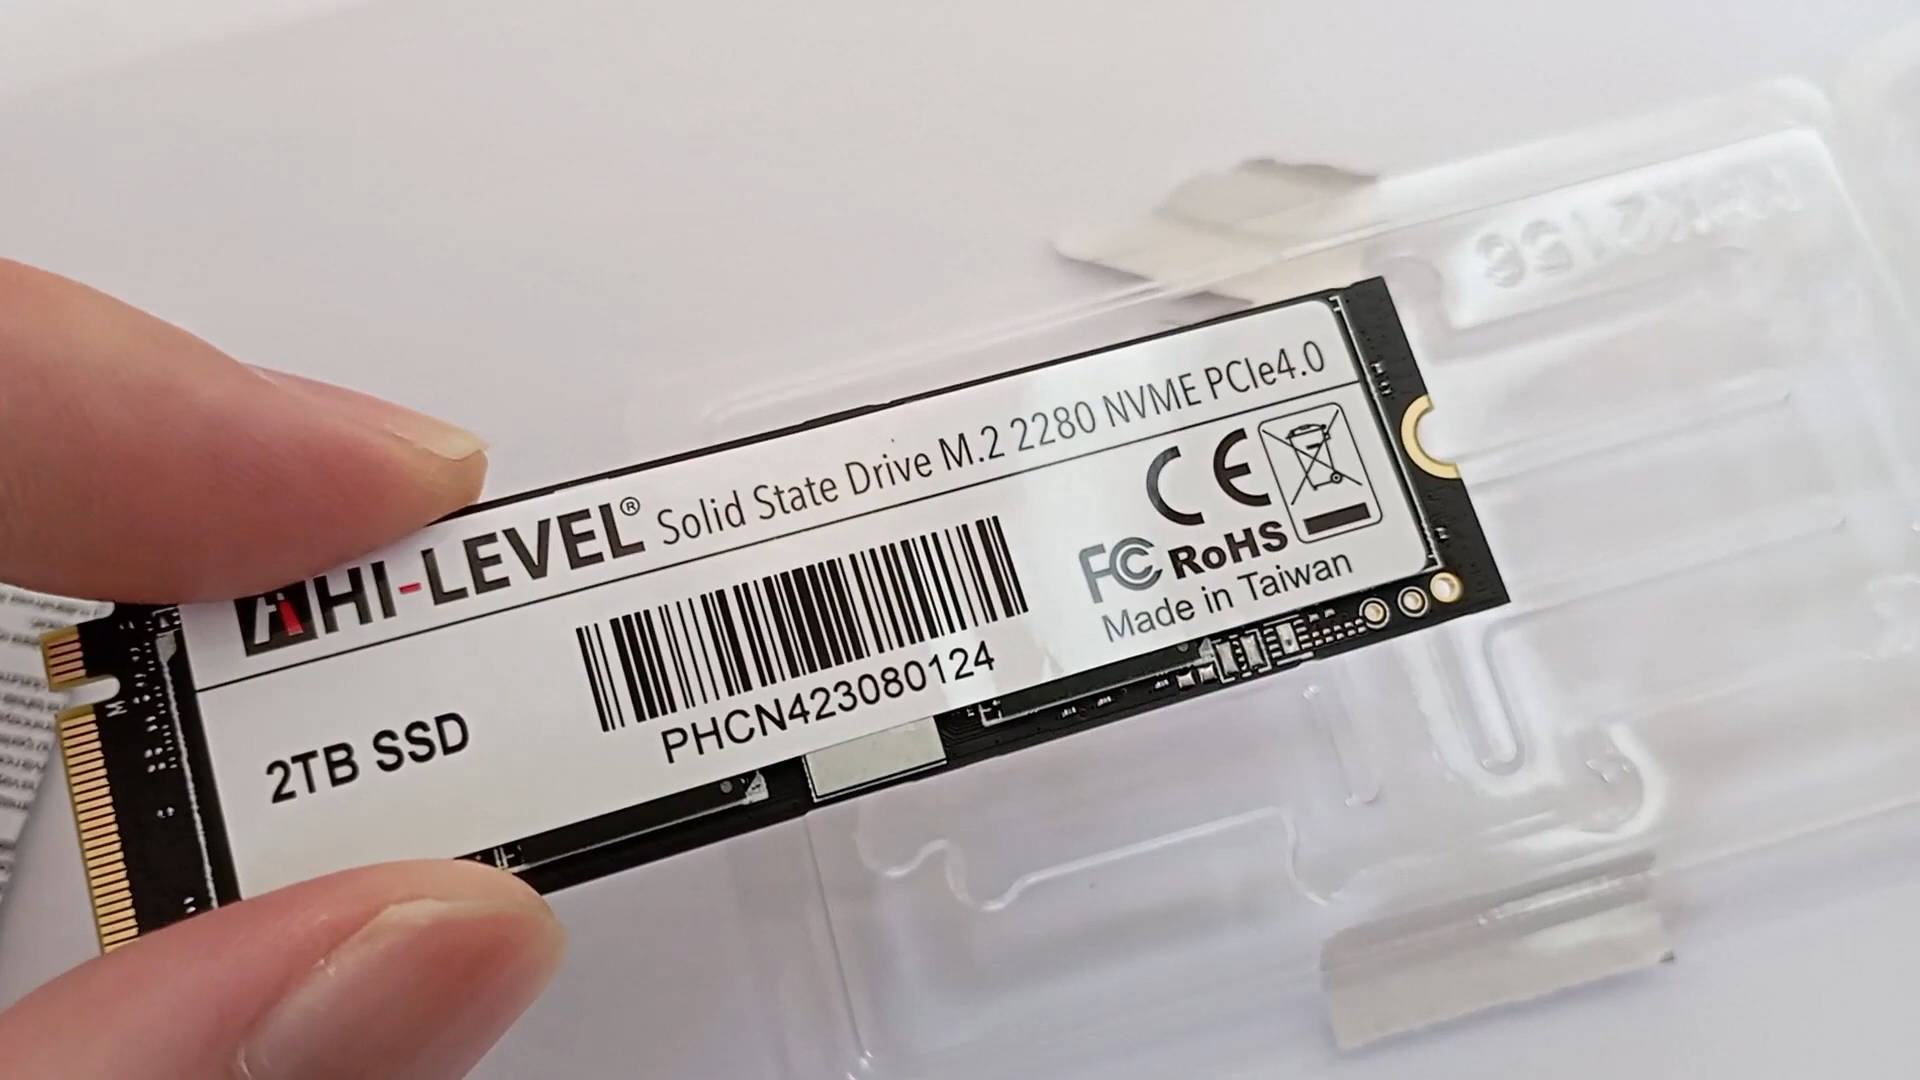 HI-LEVEL® Solid State Drive M.2 2280 NVME PCIe4.0
2TB SSD
PHCN423080124
CE
FC RoHS
Made in Taiwan
M